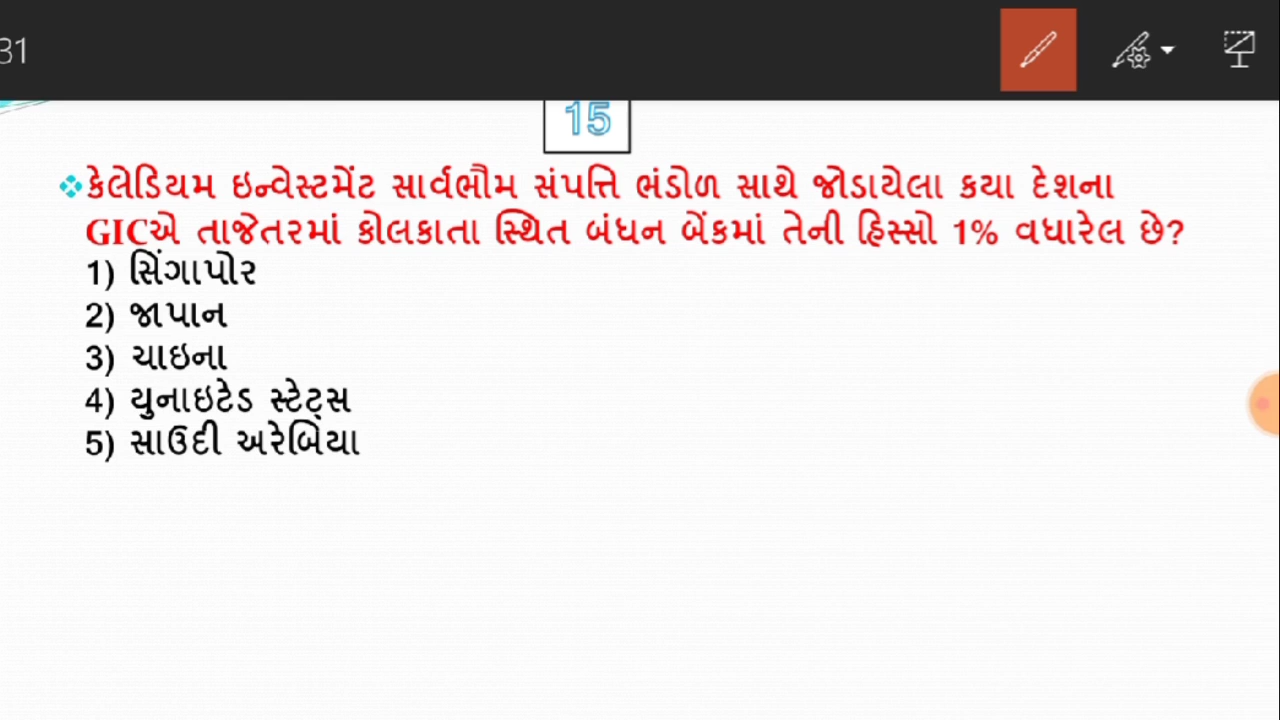 31
15
કેલેડિયમ ઇન્વેસ્ટમેંટ સાર્વભૌમ સંપત્તિ ભંડોળ સાથે જોડાયેલા કયા દેશના
GICએ તાજેતરમાં કોલકાતા સ્થિત બંધન બેંકમાં તેની હિસ્સો 1% વધારેલ છે?
1) સિંગાપોર
2) જાપાન
3) ચાઇના
4) યુનાઇટેડ સ્ટેટ્સ
5) સાઉદી અરેબિયા